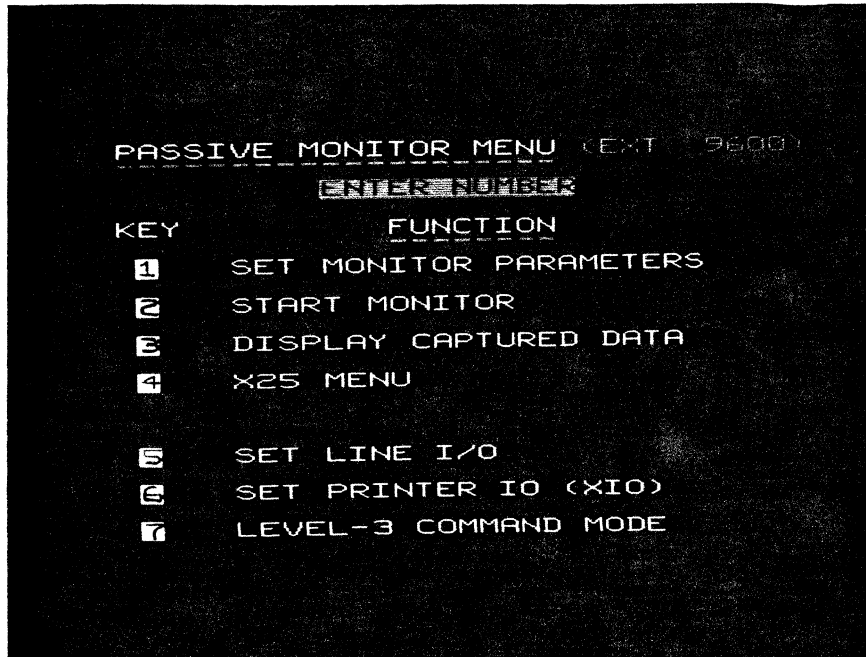 PASSIVE MONITOR MENU (EXT 9600)
ENTER NUMBER
KEY FUNCTION
1 SET MONITOR PARAMETERS
2 START MONITOR
3 DISPLAY CAPTURED DATA
4 X25 MENU
5 SET LINE I/O
6 SET PRINTER IO (XIO)
7 LEVEL-3 COMMAND MODE